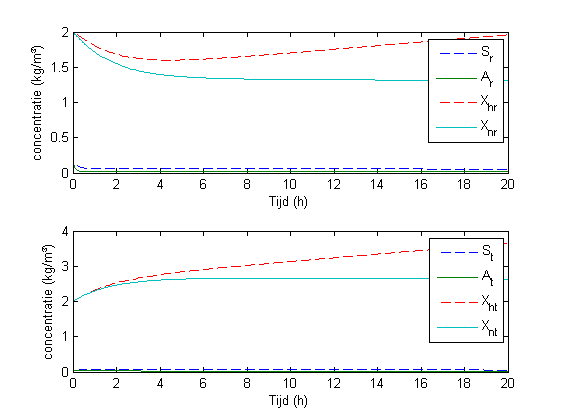 2
1.5
1
0.5
0
concentratie (kg/m³)
S_r
A_r
X_hr
X_nr
0 2 4 6 8 10 12 14 16 18 20
Tijd (h)
4
3
2
1
0
concentratie (kg/m³)
S_t
A_t
X_ht
X_nt
0 2 4 6 8 10 12 14 16 18 20
Tijd (h)